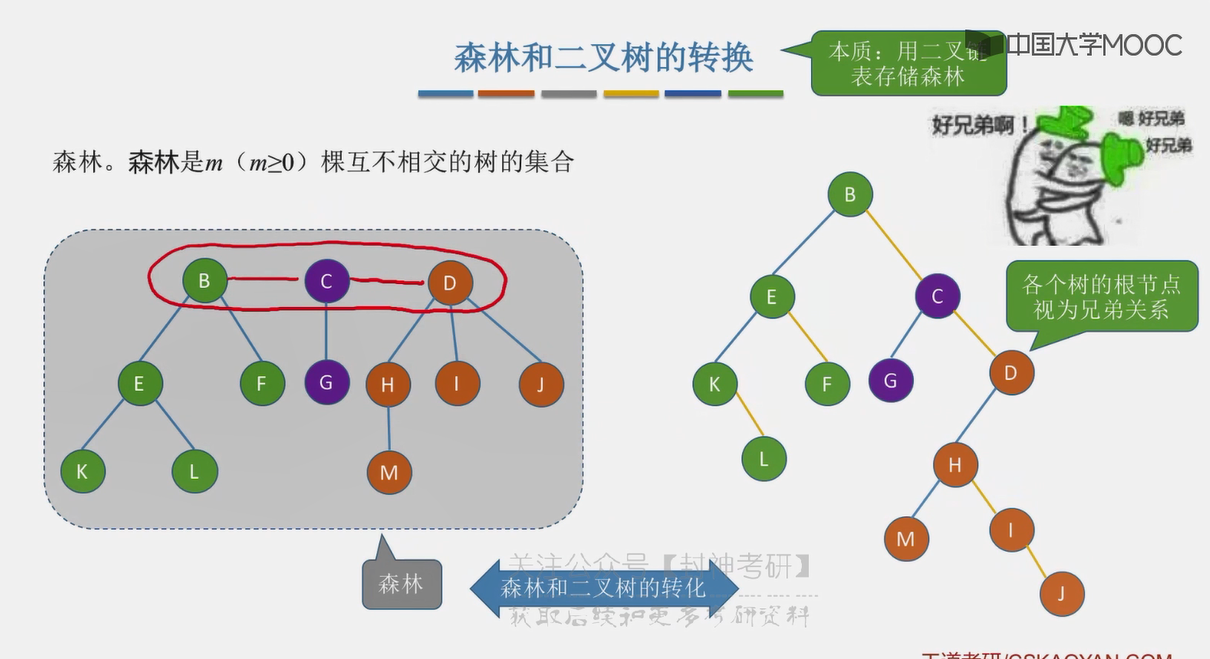 森林和二叉树的转换
本质：用二叉链
表存储森林
中国大学MOOC
好兄弟啊！
嗯 好兄弟
好兄弟
森林。森林是m（m≥0）棵互不相交的树的集合
B
C
D
E
F
G
H
I
J
K
L
M
森林
B
E
C
各个树的根节点
视为兄弟关系
K
F
G
D
L
H
M
I
J
关注公众号【封神考研】
森林和二叉树的转化
获取后续和更多考研资料
王道考研/CSKAOYAN.COM